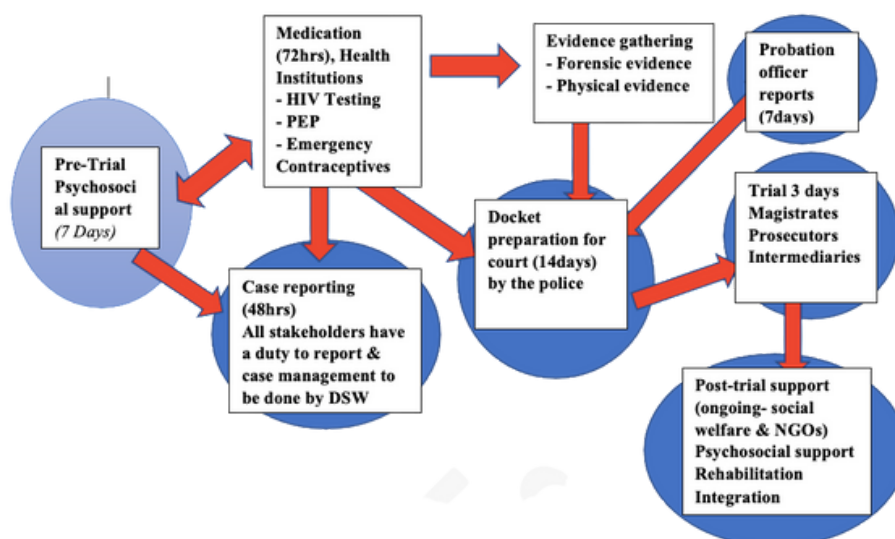 Medication
(72hrs), Health
Institutions
- HIV Testing
- PEP
- Emergency
Contraceptives
Evidence gathering
- Forensic evidence
- Physical evidence
Probation
officer
reports
(7days)
Pre-Trial
Psychosoci
al support
(7 Days)
Docket
preparation for
court (14days)
by the police
Trial 3 days
Magistrates
Prosecutors
Intermediaries
Case reporting
(48hrs)
All stakeholders have
a duty to report &
case management to
be done by DSW
Post-trial support
(ongoing- social
welfare & NGOs)
Psychosocial support
Rehabilitation
Integration